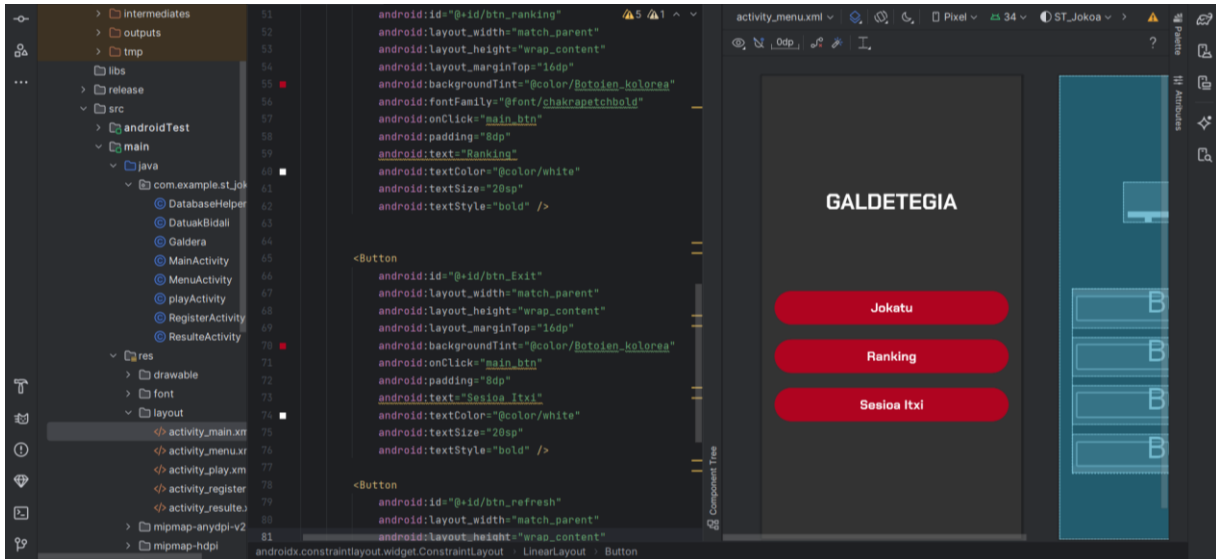 intermediates
outputs
tmp
libs
release
src
androidTest
main
java
com.example.st_jok
DatabaseHelper
DatuakBidali
Galdera
MainActivity
MenuActivity
playActivity
RegisterActivity
ResulteActivity
res
drawable
font
layout
activity_main.xm
activity_menu.xr
activity_play.xm
activity_register
activity_resulte.
mipmap-anydpi-v2
mipmap-hdpi
51 android:id="@+id/btn_ranking" 5 1
52 android:layout_width="match_parent"
53 android:layout_height="wrap_content"
54 android:layout_marginTop="16dp"
55 android:backgroundTint="@color/Botoien_kolorea"
56 android:fontFamily="@font/chakrapetchbold"
57 android:onClick="main_btn"
58 android:padding="8dp"
59 android:text="Ranking"
60 android:textColor="@color/white"
61 android:textSize="20sp"
62 android:textStyle="bold" />
63
64
65 <Button
66 android:id="@+id/btn_Exit"
67 android:layout_width="match_parent"
68 android:layout_height="wrap_content"
69 android:layout_marginTop="16dp"
70 android:backgroundTint="@color/Botoien_kolorea"
71 android:onClick="main_btn"
72 android:padding="8dp"
73 android:text="Sesioa Itxi"
74 android:textColor="@color/white"
75 android:textSize="20sp"
76 android:textStyle="bold" />
77
78 <Button
79 android:id="@+id/btn_refresh"
80 android:layout_width="match_parent"
81 android:layout_height="wrap_content"
androidx.constraintlayout.widget.ConstraintLayout > LinearLayout > Button
activity_menu.xml Pixel 34 ST_Jokoa
0dp ?
GALDETEGIA
Jokatu
Ranking
Sesioa Itxi
B
B
B
B
Palette
Attributes
Component Tree